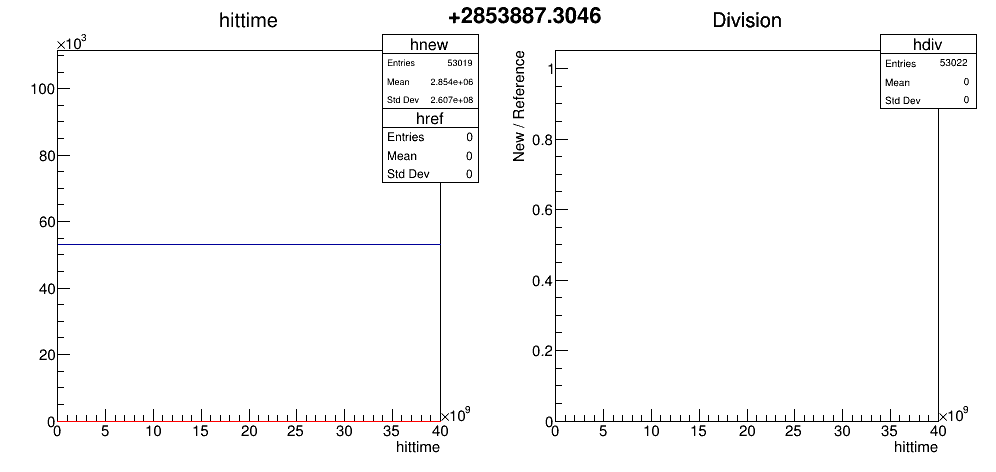 +2853887.3046
hittime
×10³
hnew
Entries 53019
Mean 2.854e+06
Std Dev 2.607e+08
href
Entries 0
Mean 0
Std Dev 0
100
80
60
40
20
0
0 5 10 15 20 25 30 35 40
×10⁹
hittime
Division
hdiv
Entries 53022
Mean 0
Std Dev 0
New / Reference
1
0.8
0.6
0.4
0.2
0
0 5 10 15 20 25 30 35 40
×10⁹
hittime